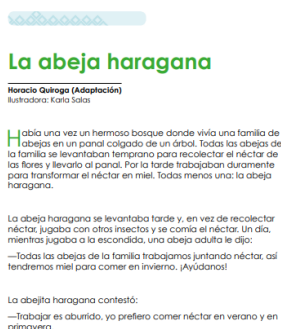 La abeja haragana
Horacio Quiroga (Adaptación)
Ilustradora: Karla Salas
Había una vez un hermoso bosque donde vivía una familia de
abejas en un panal colgado de un árbol. Todas las abejas de
la familia se levantaban temprano para recolectar el néctar de
las flores y llevarlo al panal. Por la tarde trabajaban duramente
para transformar el néctar en miel. Todas menos una: la abeja
haragana.
La abeja haragana se levantaba tarde y, en vez de recolectar
néctar, jugaba con otros insectos y se comía el néctar. Un día,
mientras jugaba a la escondida, una abeja adulta le dijo:
—Todas las abejas de la familia trabajamos juntando néctar, así
tendremos miel para comer en invierno. ¡Ayúdanos!
La abejita haragana contestó:
—Trabajar es aburrido, yo prefiero comer néctar en verano y en
primavera